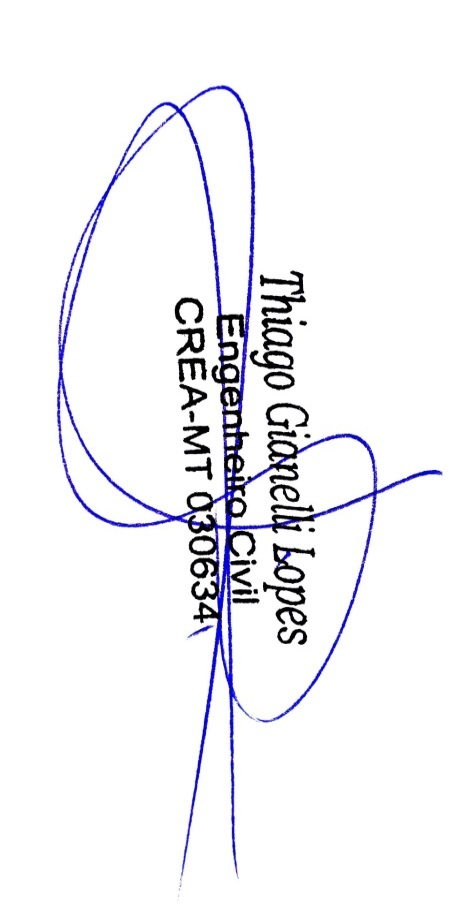 Thiago Gianelli Lopes
Engenheiro Civil
CREA-MT 030634